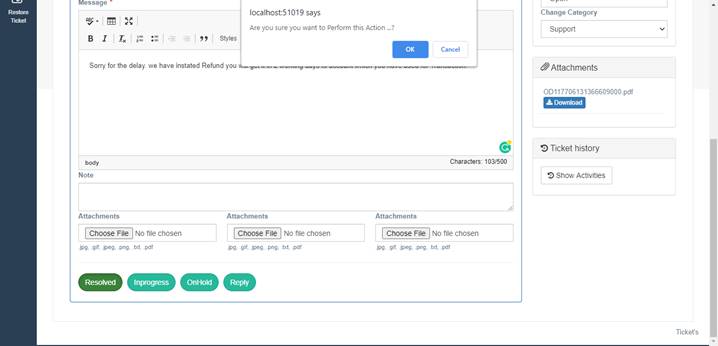 Restore
Ticket
Message *
localhost:51019 says
Are you sure you want to Perform this Action ...?
OK Cancel
B I Styles
Sorry for the delay. we have instated Refund you
body
Characters: 103/500
Note
Attachments Attachments Attachments
Choose File No file chosen Choose File No file chosen Choose File No file chosen
.jpg, .gif, .jpeg, .png, .txt, .pdf .jpg, .gif, .jpeg, .png, .txt, .pdf .jpg, .gif, .jpeg, .png, .txt, .pdf
Resolved Inprogress OnHold Reply
Change Category
Support
Attachments
OD117706131366609000.pdf
Download
Ticket history
Show Activities
Ticket's